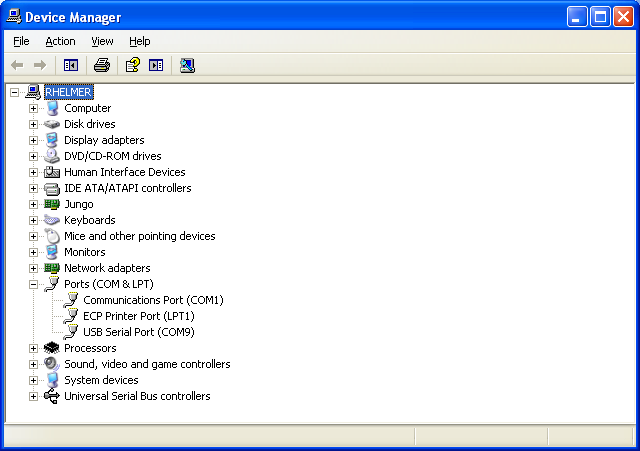 Device Manager
File Action View Help
RHELMER
Computer
Disk drives
Display adapters
DVD/CD-ROM drives
Human Interface Devices
IDE ATA/ATAPI controllers
Jungo
Keyboards
Mice and other pointing devices
Monitors
Network adapters
Ports (COM & LPT)
Communications Port (COM1)
ECP Printer Port (LPT1)
USB Serial Port (COM9)
Processors
Sound, video and game controllers
System devices
Universal Serial Bus controllers